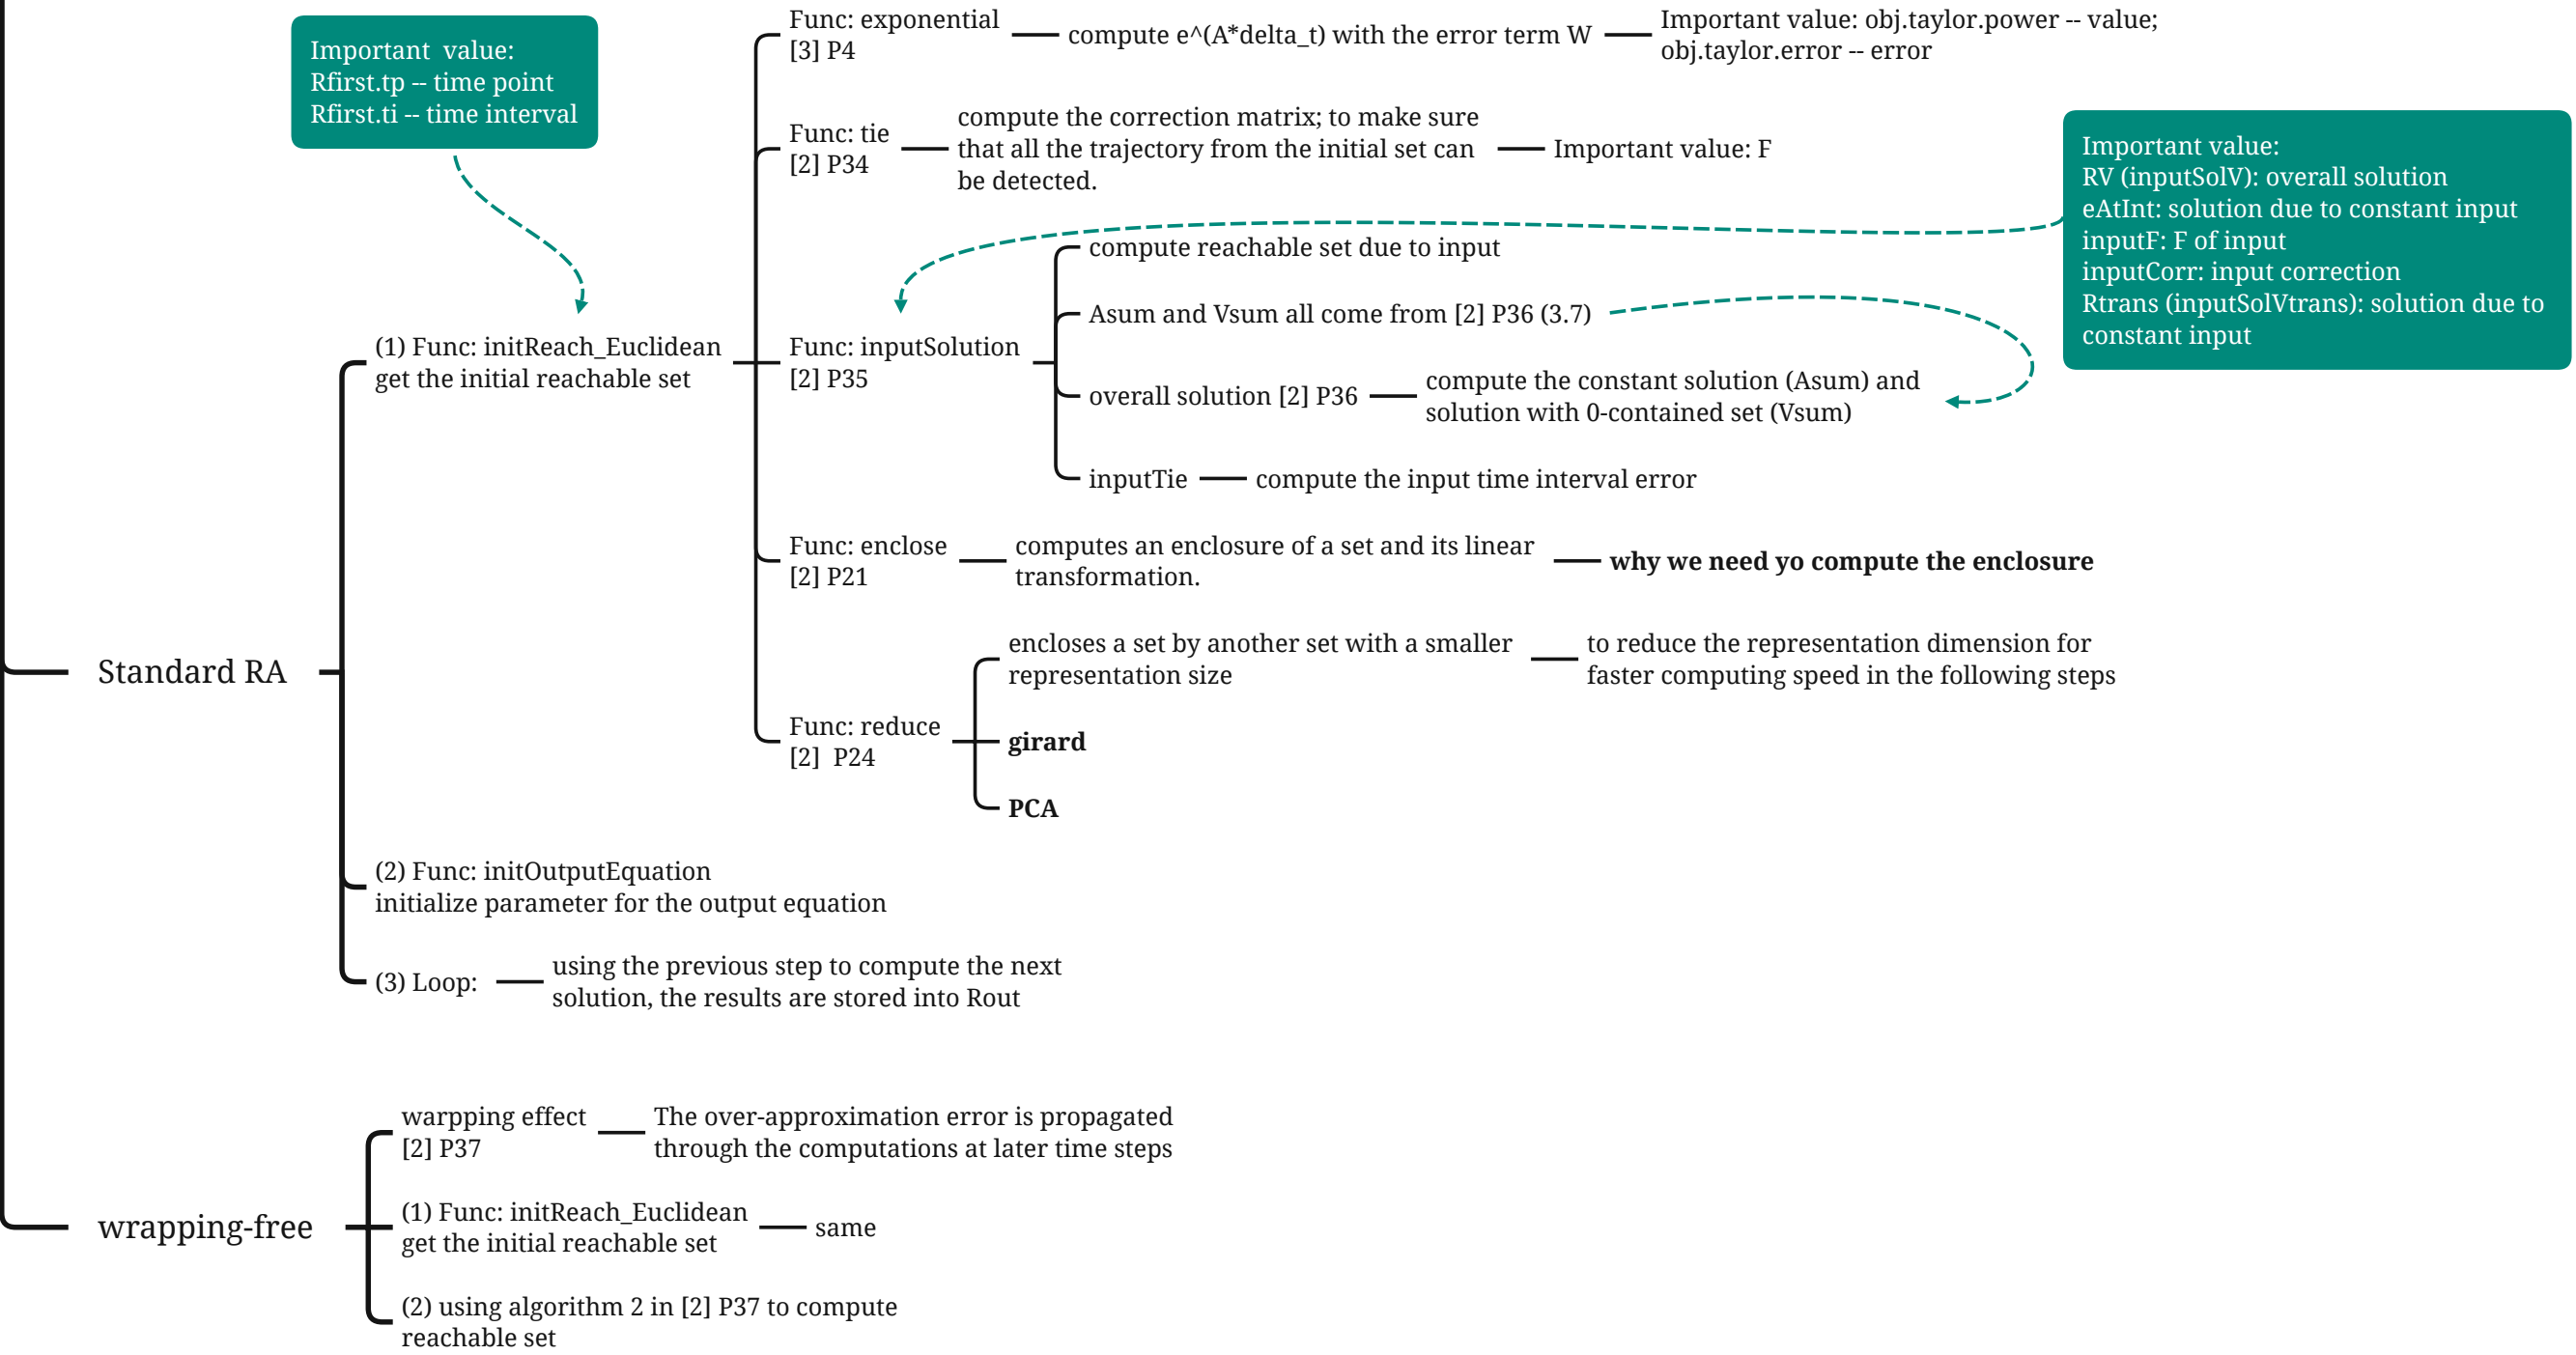 Important  value:
Rfirst.tp -- time point
Rfirst.ti -- time interval
Func: exponential
[3] P4
compute e^(A*delta_t) with the error term W
Important value: obj.taylor.power -- value;
obj.taylor.error -- error
Func: tie
[2] P34
compute the correction matrix; to make sure
that all the trajectory from the initial set can
be detected.
Important value: F
Important value:
RV (inputSolV): overall solution
eAtInt: solution due to constant input
inputF: F of input
inputCorr: input correction
Rtrans (inputSolVtrans): solution due to
constant input
(1) Func: initReach_Euclidean
get the initial reachable set
Func: inputSolution
[2] P35
compute reachable set due to input
Asum and Vsum all come from [2] P36 (3.7)
overall solution [2] P36
compute the constant solution (Asum) and
solution with 0-contained set (Vsum)
inputTie
compute the input time interval error
Func: enclose
[2] P21
computes an enclosure of a set and its linear
transformation.
why we need yo compute the enclosure
Standard RA
Func: reduce
[2]  P24
encloses a set by another set with a smaller
representation size
to reduce the representation dimension for
faster computing speed in the following steps
girard
PCA
(2) Func: initOutputEquation
initialize parameter for the output equation
(3) Loop:
using the previous step to compute the next
solution, the results are stored into Rout
wrapping-free
warpping effect
[2] P37
The over-approximation error is propagated
through the computations at later time steps
(1) Func: initReach_Euclidean
get the initial reachable set
same
(2) using algorithm 2 in [2] P37 to compute
reachable set